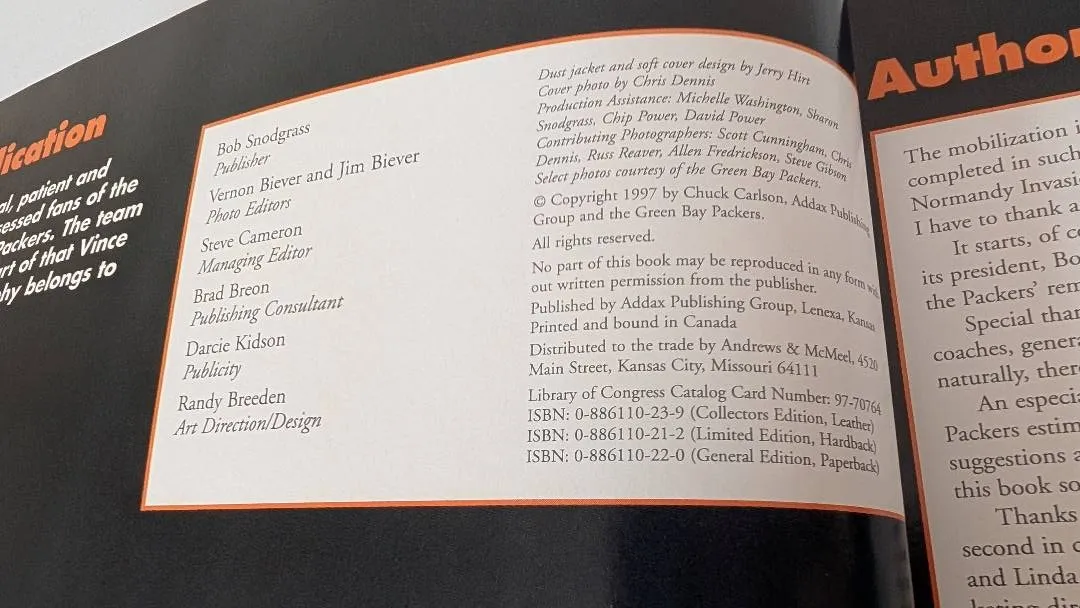 lication
al, patient and
essed fans of the
Packers. The team
rt of that Vince
hy belongs to
Bob Snodgrass
Publisher
Vernon Biever and Jim Biever
Photo Editors
Steve Cameron
Managing Editor
Brad Breon
Publishing Consultant
Darcie Kidson
Publicity
Randy Breeden
Art Direction/Design
Dust jacket and soft cover design by Jerry Hirt
Cover photo by Chris Dennis
Production Assistance: Michelle Washington, Sharon
Snodgrass, Chip Power, David Power
Contributing Photographers: Scott Cunningham, Chris
Dennis, Russ Reaver, Allen Fredrickson, Steve Gibson
Select photos courtesy of the Green Bay Packers.
© Copyright 1997 by Chuck Carlson, Addax Publishing
Group and the Green Bay Packers.
All rights reserved.
No part of this book may be reproduced in any form with-
out written permission from the publisher.
Published by Addax Publishing Group, Lenexa, Kansas
Printed and bound in Canada
Distributed to the trade by Andrews & McMeel, 4520
Main Street, Kansas City, Missouri 64111
Library of Congress Catalog Card Number: 97-70764
ISBN: 0-886110-23-9 (Collectors Edition, Leather)
ISBN: 0-886110-21-2 (Limited Edition, Hardback)
ISBN: 0-886110-22-0 (General Edition, Paperback)
Author
The mobilization i
completed in such
Normandy Invasi
I have to thank a
It starts, of co
its president, Bo
the Packers' rem
Special than
coaches, genera
naturally, ther
An especia
Packers estim
suggestions a
this book so
Thanks
second in c
and Linda